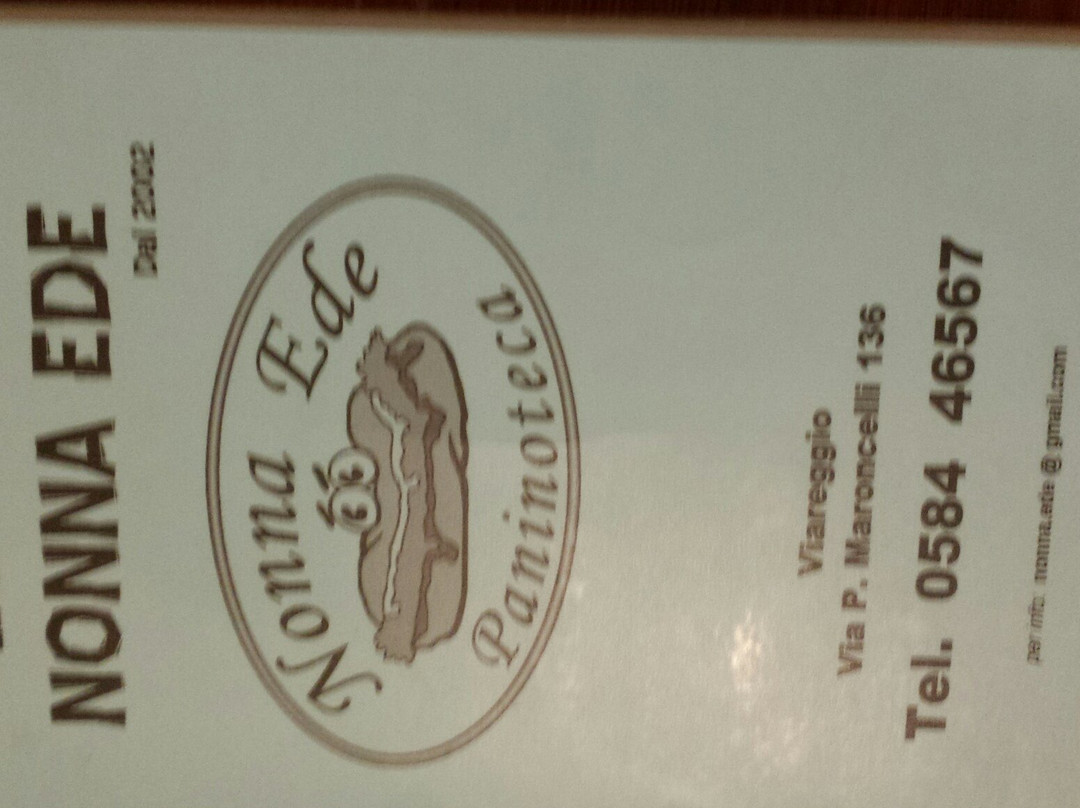 NONNA EDE
Dal 2002
Nonna Ede
Paninoteca
Viareggio
Via P. Maroncelli 136
Tel. 0584 46567
per info. nonna.ede @ gmail.com